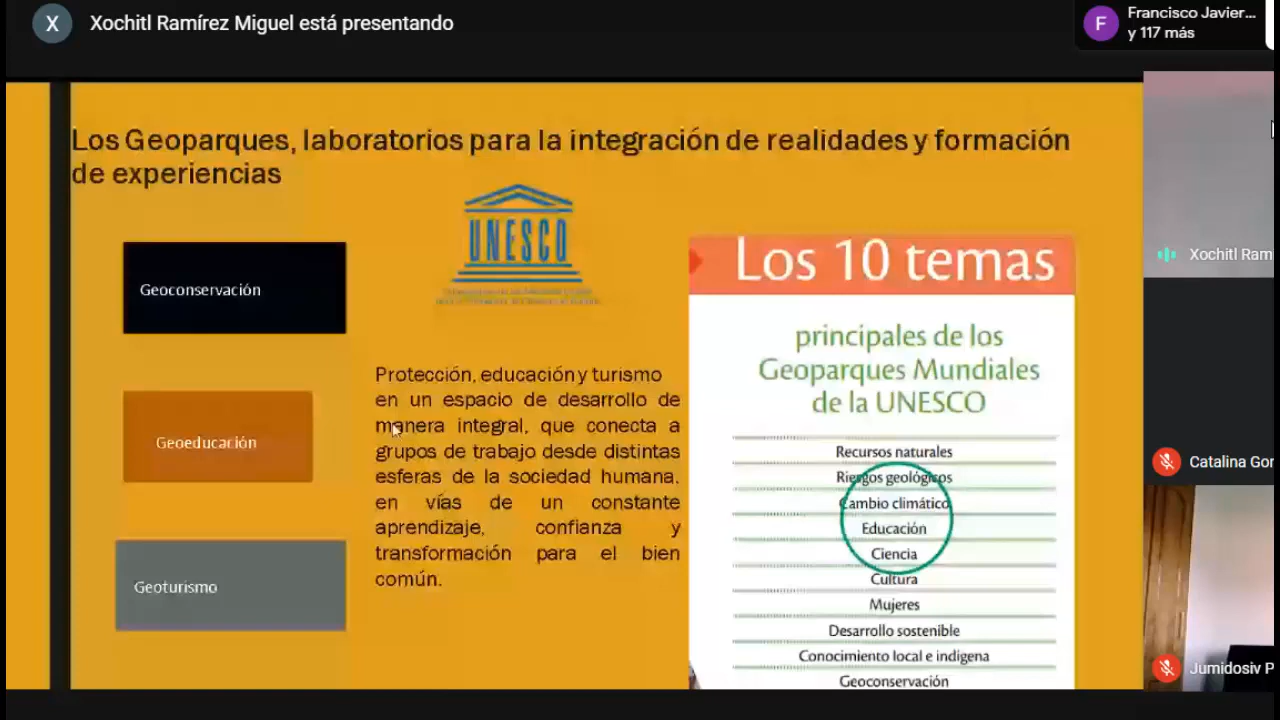 X
Xochitl Ramírez Miguel está presentando
F
Francisco Javier...
y 117 más
Los Geoparques, laboratorios para la integración de realidades y formación
de experiencias
UNESCO
Geoconservación
Geoeducación
Geoturismo
Protección, educación y turismo
en un espacio de desarrollo de
manera integral, que conecta a
grupos de trabajo desde distintas
esferas de la sociedad humana,
en vías de un constante
aprendizaje, confianza y
transformación para el bien
común.
Los 10 temas
principales de los
Geoparques Mundiales
de la UNESCO
Recursos naturales
Riesgos geológicos
Cambio climático
Educación
Ciencia
Cultura
Mujeres
Desarrollo sostenible
Conocimiento local e indígena
Geoconservación
Xochitl Ram
Catalina Gor
Jumidosiv P